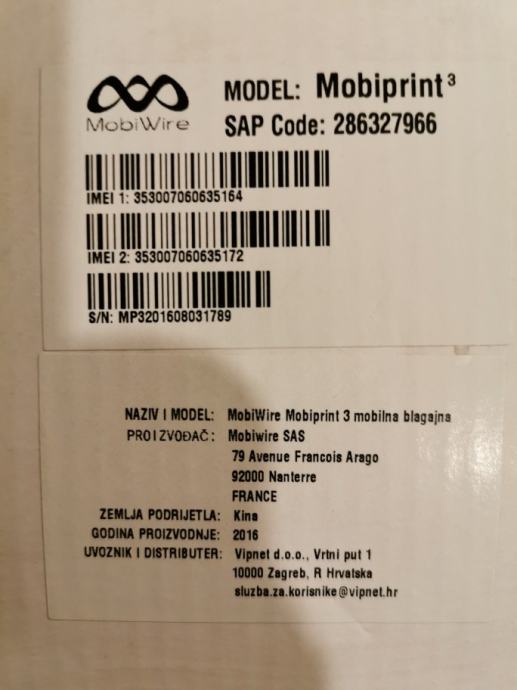 MobiWire
MODEL: Mobiprint³
SAP Code: 286327966
IMEI 1: 353007060635164
IMEI 2: 353007060635172
S/N: MP3201608031789
NAZIV I MODEL: MobiWire Mobiprint 3 mobilna blagajna
PROIZVOĐAČ: Mobiwire SAS
79 Avenue Francois Arago
92000 Nanterre
FRANCE
ZEMLJA PODRIJETLA: Kina
GODINA PROIZVODNJE: 2016
UVOZNIK I DISTRIBUTER: Vipnet d.o.o., Vrtni put 1
10000 Zagreb, R Hrvatska
sluzba.za.korisnike@vipnet.hr